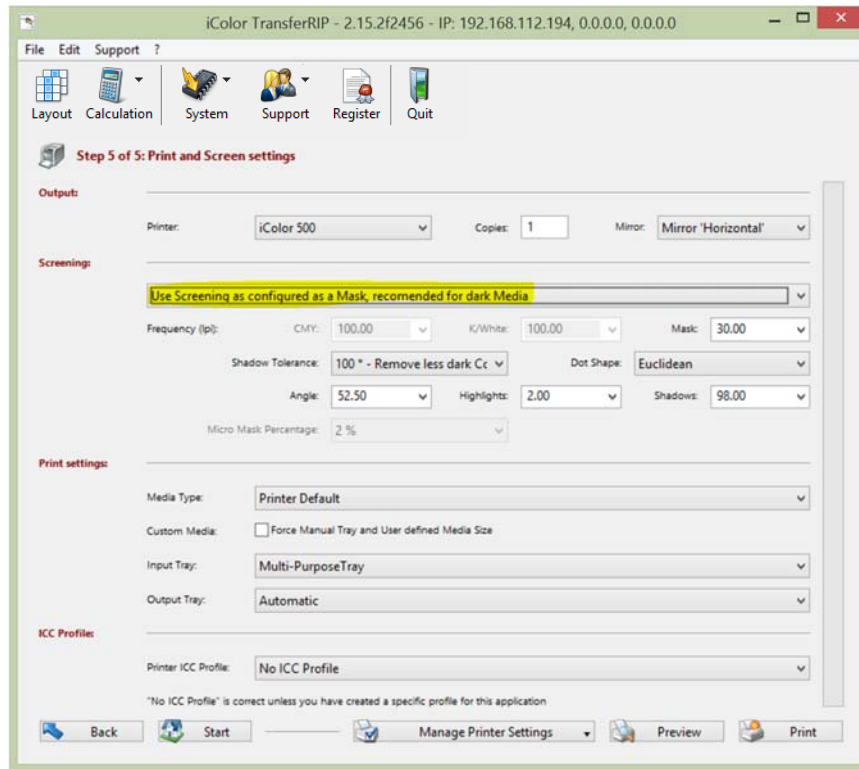 iColor TransferRIP - 2.15.2f2456 - IP: 192.168.112.194, 0.0.0.0, 0.0.0.0
File Edit Support ?
Layout Calculation System Support Register Quit
Step 5 of 5: Print and Screen settings
Output:
Printer: iColor 500 Copies: 1 Mirror: Mirror 'Horizontal'
Screening:
Use Screening as configured as a Mask, recomended for dark Media
Frequency (lpi): CMY: 100.00 K/White: 100.00 Mask: 30.00
Shadow Tolerance: 100 * - Remove less dark Cc Dot Shape: Euclidean
Angle: 52.50 Highlights: 2.00 Shadows: 98.00
Micro Mask Percentage: 2 %
Print settings:
Media Type: Printer Default
Custom Media: Force Manual Tray and User defined Media Size
Input Tray: Multi-PurposeTray
Output Tray: Automatic
ICC Profile:
Printer ICC Profile: No ICC Profile
"No ICC Profile" is correct unless you have created a specific profile for this application
Back Start Manage Printer Settings Preview Print